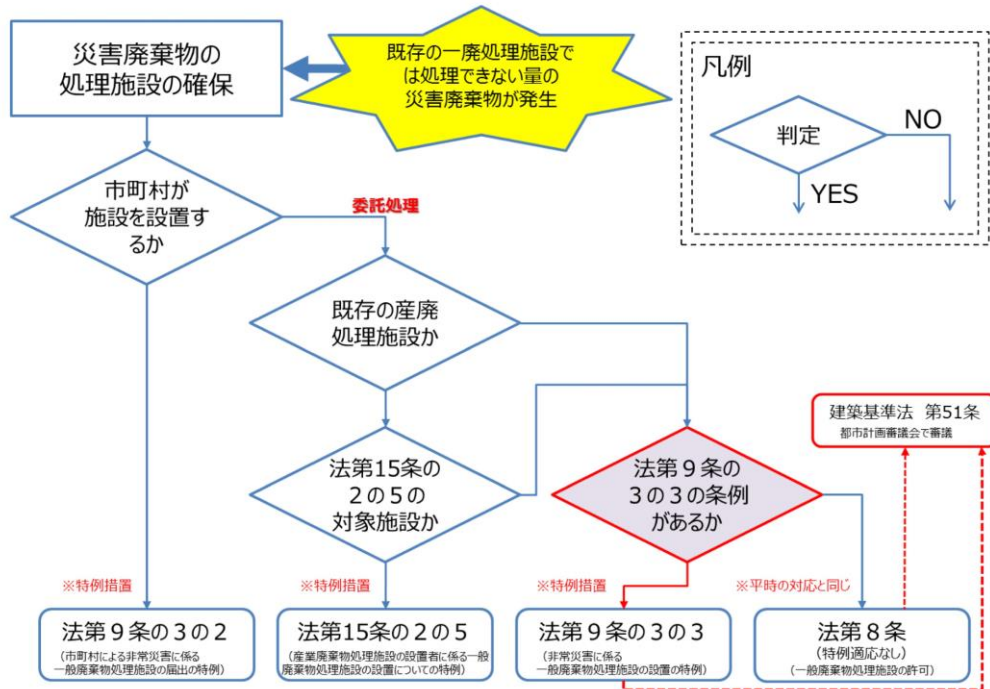 災害廃棄物の
処理施設の確保
既存の一廃処理施設で
は処理できない量の
災害廃棄物が発生
凡例
判定
NO
YES
市町村が
施設を設置す
るか
委託処理
既存の産廃
処理施設か
法第15条の
2の5の
対象施設か
法第9条の
3の3の条例
があるか
建築基準法 第51条
都市計画審議会で審議
※特例措置
※特例措置
※特例措置
※平時の対応と同じ
法第9条の3の2
(市町村による非常災害に係る
一般廃棄物処理施設の届出の特例)
法第15条の2の5
(産業廃棄物処理施設の設置者に係る一般
廃棄物処理施設の設置についての特例)
法第9条の3の3
(非常災害に係る
一般廃棄物処理施設の設置の特例)
法第8条
(特例適応なし)
(一般廃棄物処理施設の許可)